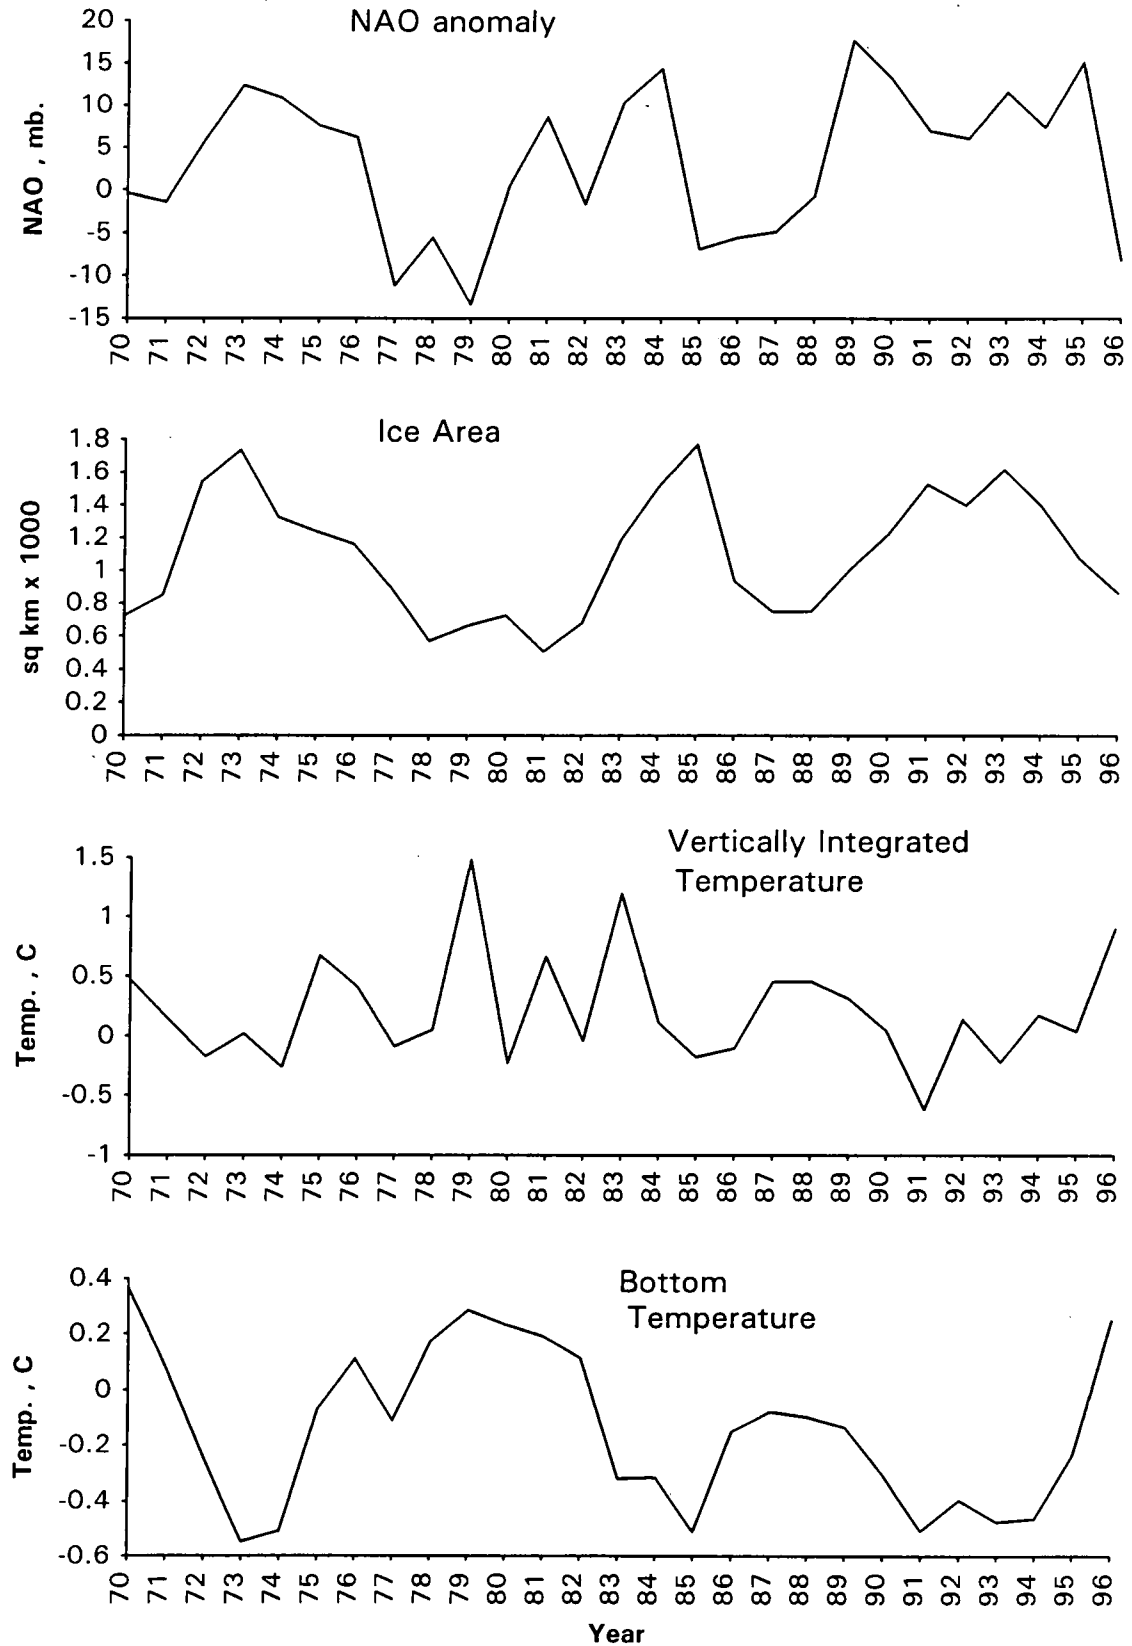 NAO anomaly
NAO , mb.
20
15
10
5
0
-5
-10
-15
70 71 72 73 74 75 76 77 78 79 80 81 82 83 84 85 86 87 88 89 90 91 92 93 94 95 96
Ice Area
sq km x 1000
1.8
1.6
1.4
1.2
1
0.8
0.6
0.4
0.2
0
70 71 72 73 74 75 76 77 78 79 80 81 82 83 84 85 86 87 88 89 90 91 92 93 94 95 96
Vertically Integrated
Temperature
Temp. , C
1.5
1
0.5
0
-0.5
-1
70 71 72 73 74 75 76 77 78 79 80 81 82 83 84 85 86 87 88 89 90 91 92 93 94 95 96
Bottom
Temperature
Temp. , C
0.4
0.2
0
-0.2
-0.4
-0.6
70 71 72 73 74 75 76 77 78 79 80 81 82 83 84 85 86 87 88 89 90 91 92 93 94 95 96
Year